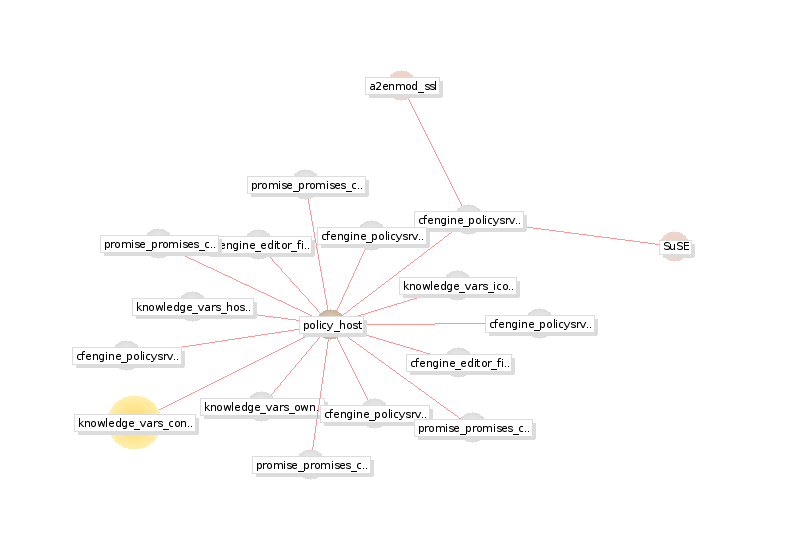 a2enmod_ssl
promise_promises_c..
cfengine_policysrv..
cfengine_policysrv..
promise_promises_c..
engine_editor_fi..
SuSE
knowledge_vars_ico..
knowledge_vars_hos..
policy_host
cfengine_policysrv..
cfengine_policysrv..
cfengine_editor_fi..
knowledge_vars_own.
cfengine_policysrv..
knowledge_vars_con..
promise_promises_c..
promise_promises_c..